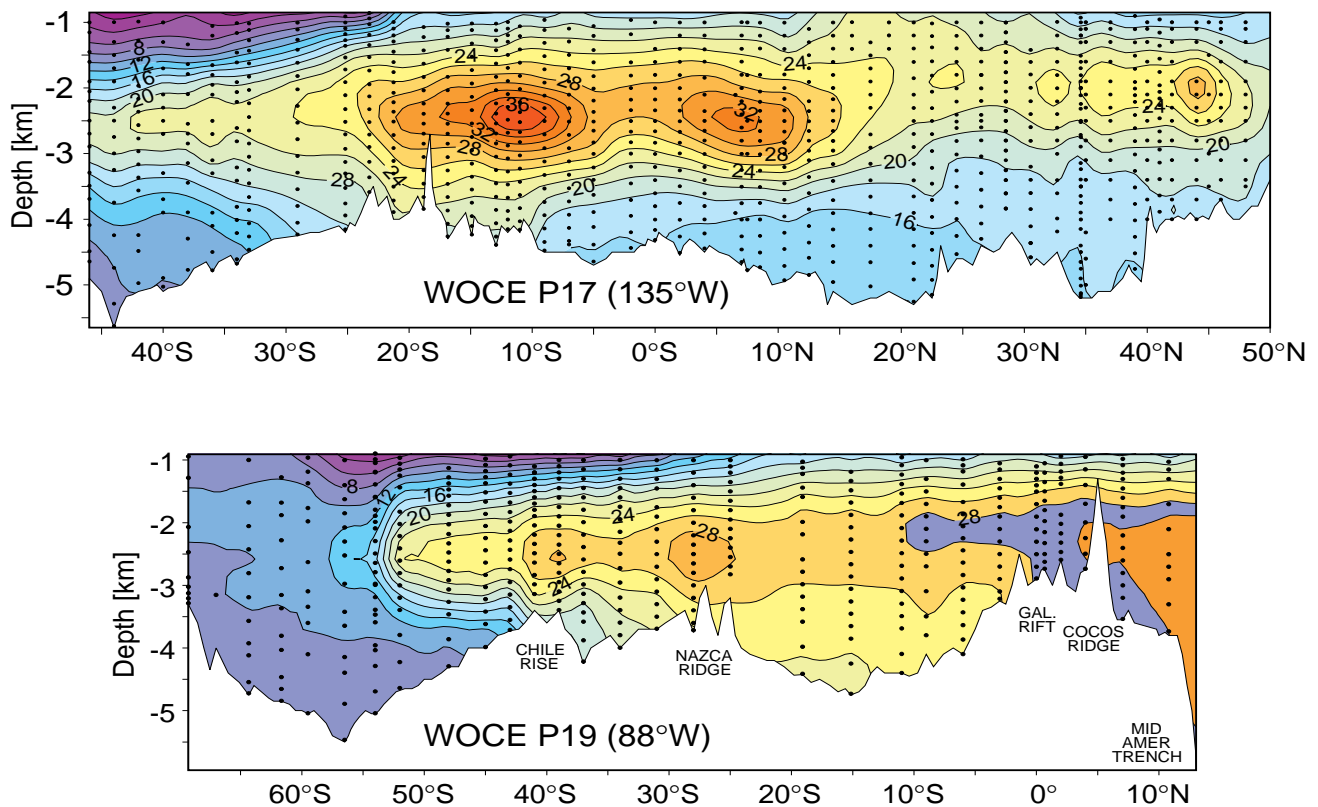 -1
-2
-3
-4
-5
Depth [km]
8
12
16
20
24
28
24
36
32
32
28
28
28
24
24
20
20
16
24
20
WOCE P17 (135°W)
40°S 30°S 20°S 10°S 0°S 10°N 20°N 30°N 40°N 50°N
-1
-2
-3
-4
-5
Depth [km]
8
12
16
20
24
28
28
24
CHILE
RISE
NAZCA
RIDGE
GAL.
RIFT
COCOS
RIDGE
MID
AMER
TRENCH
WOCE P19 (88°W)
60°S 50°S 40°S 30°S 20°S 10°S 0° 10°N